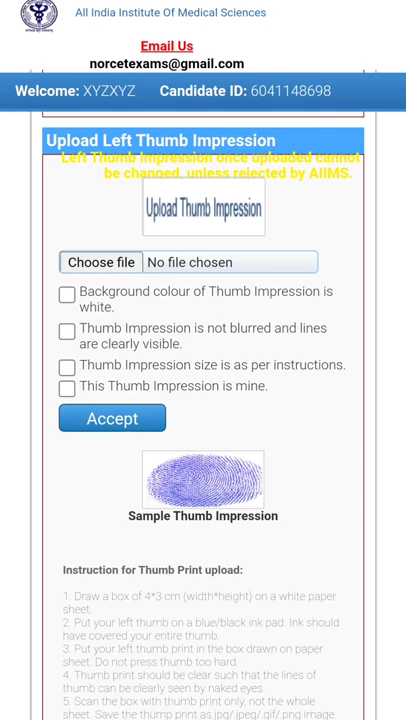 All India Institute Of Medical Sciences
Email Us
norcetexams@gmail.com
Welcome: XYZXYZ Candidate ID: 6041148698
Upload Left Thumb Impression
Left Thumb Impression once uploaded cannot
be changed, unless rejected by AIIMS.
Upload Thumb Impression
Choose file No file chosen
Background colour of Thumb Impression is
white.
Thumb Impression is not blurred and lines
are clearly visible.
Thumb Impression size is as per instructions.
This Thumb Impression is mine.
Accept
Sample Thumb Impression
Instruction for Thumb Print upload:
1. Draw a box of 4*3 cm (width*height) on a white paper
sheet.
2. Put your left thumb on a blue/black ink pad. Ink should
have covered your entire thumb.
3. Put your left thumb print in the box drawn on paper
sheet. Do not press thumb too hard.
4. Thumb print should be clear such that the lines of
thumb can be clearly seen by naked eyes.
5. Scan the box with thumb print only, not the whole
sheet. Save the thump print as jpg/.jpeg/.gif/.png image.